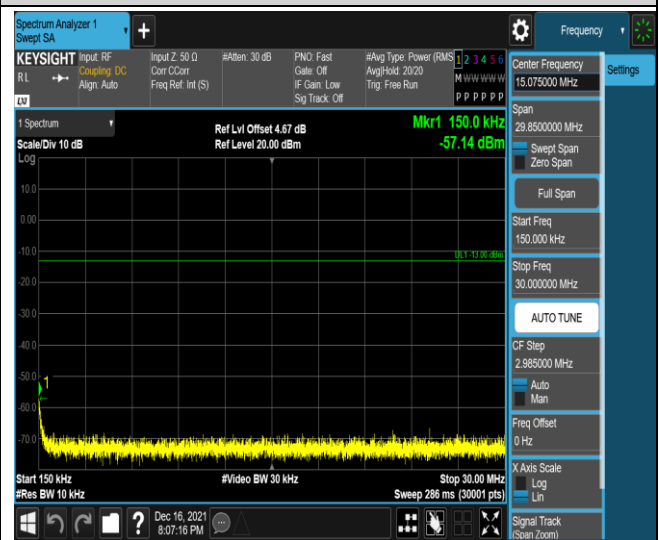 Spectrum Analyzer 1
Swept SA
Frequency
KEYSIGHT
RL
LXI
Input: RF
Coupling: DC
Align: Auto
Input Z: 50 Ω
Corr CCorr
Freq Ref: Int (S)
#Atten: 30 dB
PNO: Fast
Gate: Off
IF Gain: Low
Sig Track: Off
#Avg Type: Power (RMS
Avg|Hold: 20/20
Trig: Free Run
1 2 3 4 5 6
M W W W W W
P P P P P P
Settings
Center Frequency
15.075000 MHz
Span
29.8500000 MHz
Swept Span
Zero Span
Full Span
Start Freq
150.000 kHz
Stop Freq
30.000000 MHz
AUTO TUNE
CF Step
2.985000 MHz
Auto
Man
Freq Offset
0 Hz
X Axis Scale
Log
Lin
Signal Track
(Span Zoom)
1 Spectrum
Scale/Div 10 dB
Log
Ref Lvl Offset 4.67 dB
Ref Level 20.00 dBm
Mkr1 150.0 kHz
-57.14 dBm
10.0
0.00
-10.0
DL1 -13.00 dBm
-20.0
-30.0
-40.0
-50.0
1
-60.0
-70.0
Start 150 kHz
#Res BW 10 kHz
#Video BW 30 kHz
Stop 30.00 MHz
Sweep 286 ms (30001 pts)
Dec 16, 2021
8:07:16 PM